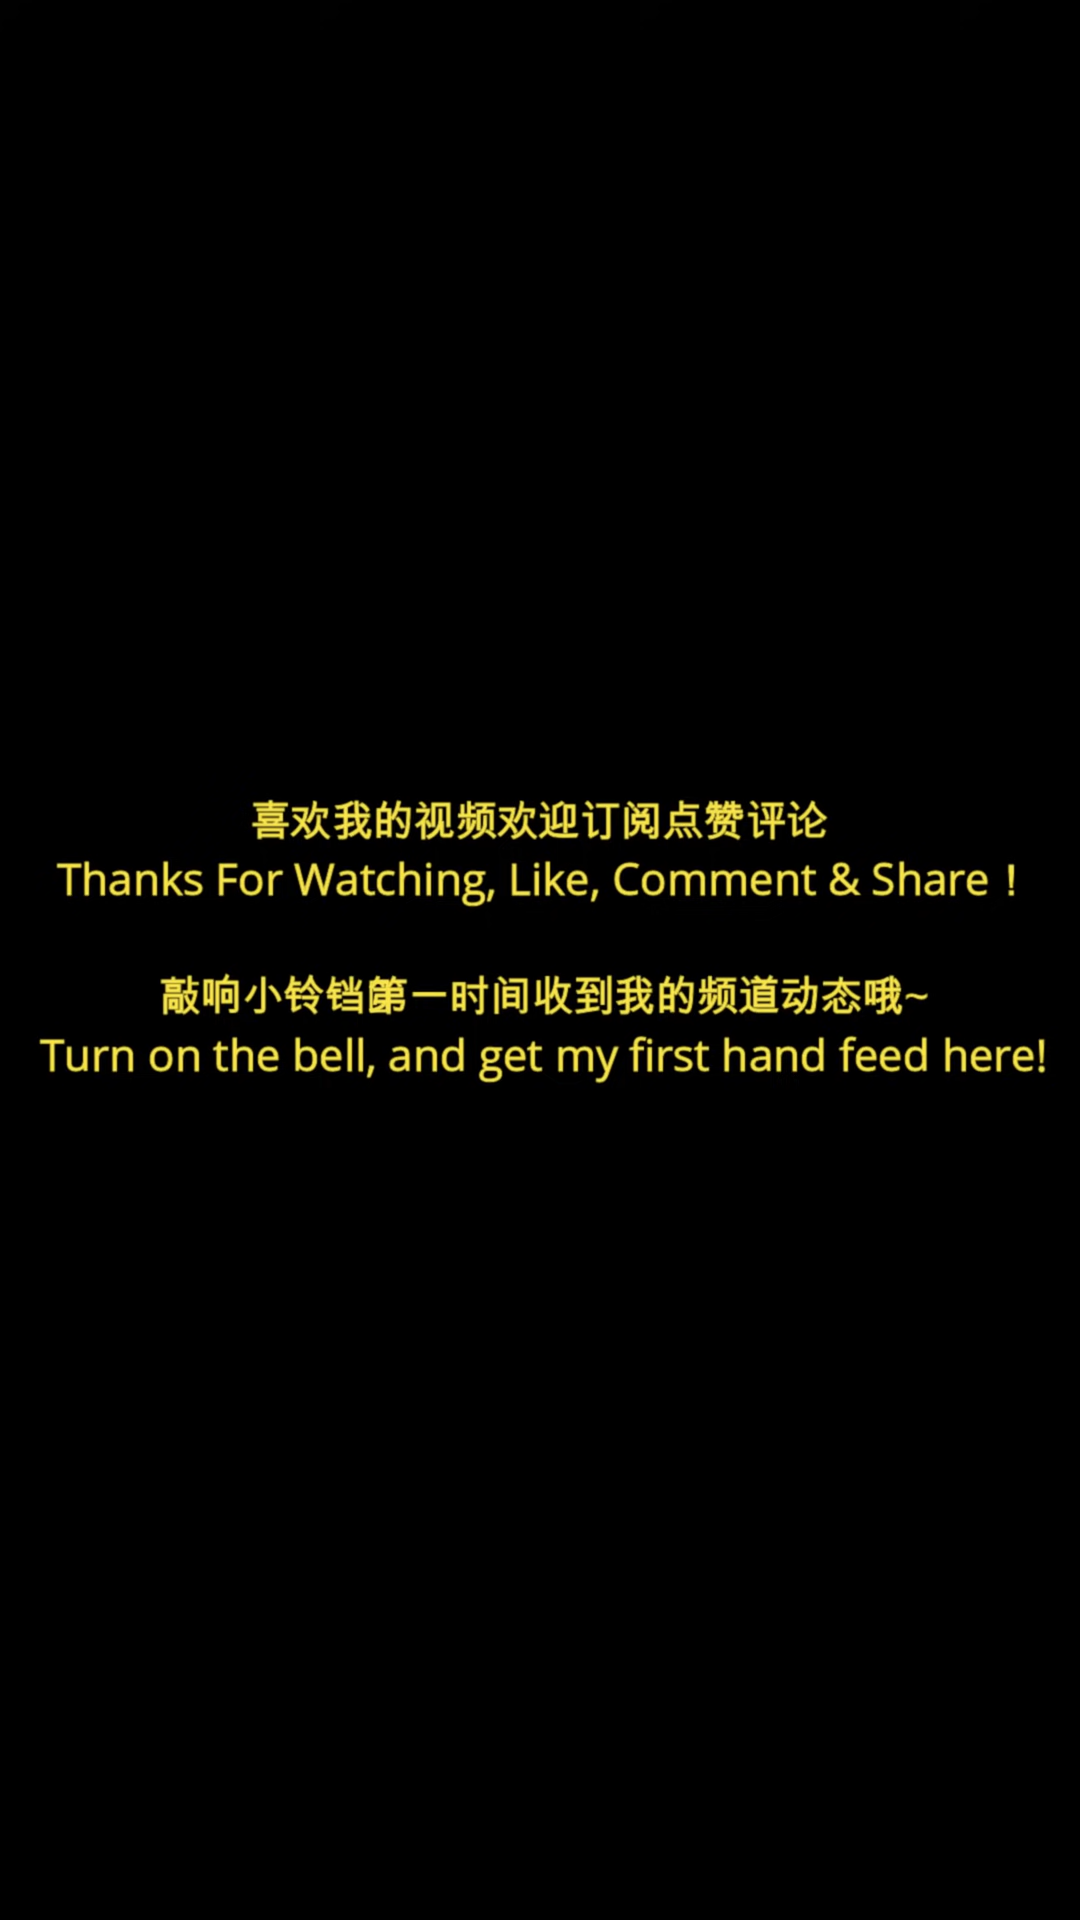 喜欢我的视频欢迎订阅点赞评论
Thanks For Watching, Like, Comment & Share！
敲响小铃铛第一时间收到我的频道动态哦~
Turn on the bell, and get my first hand feed here!